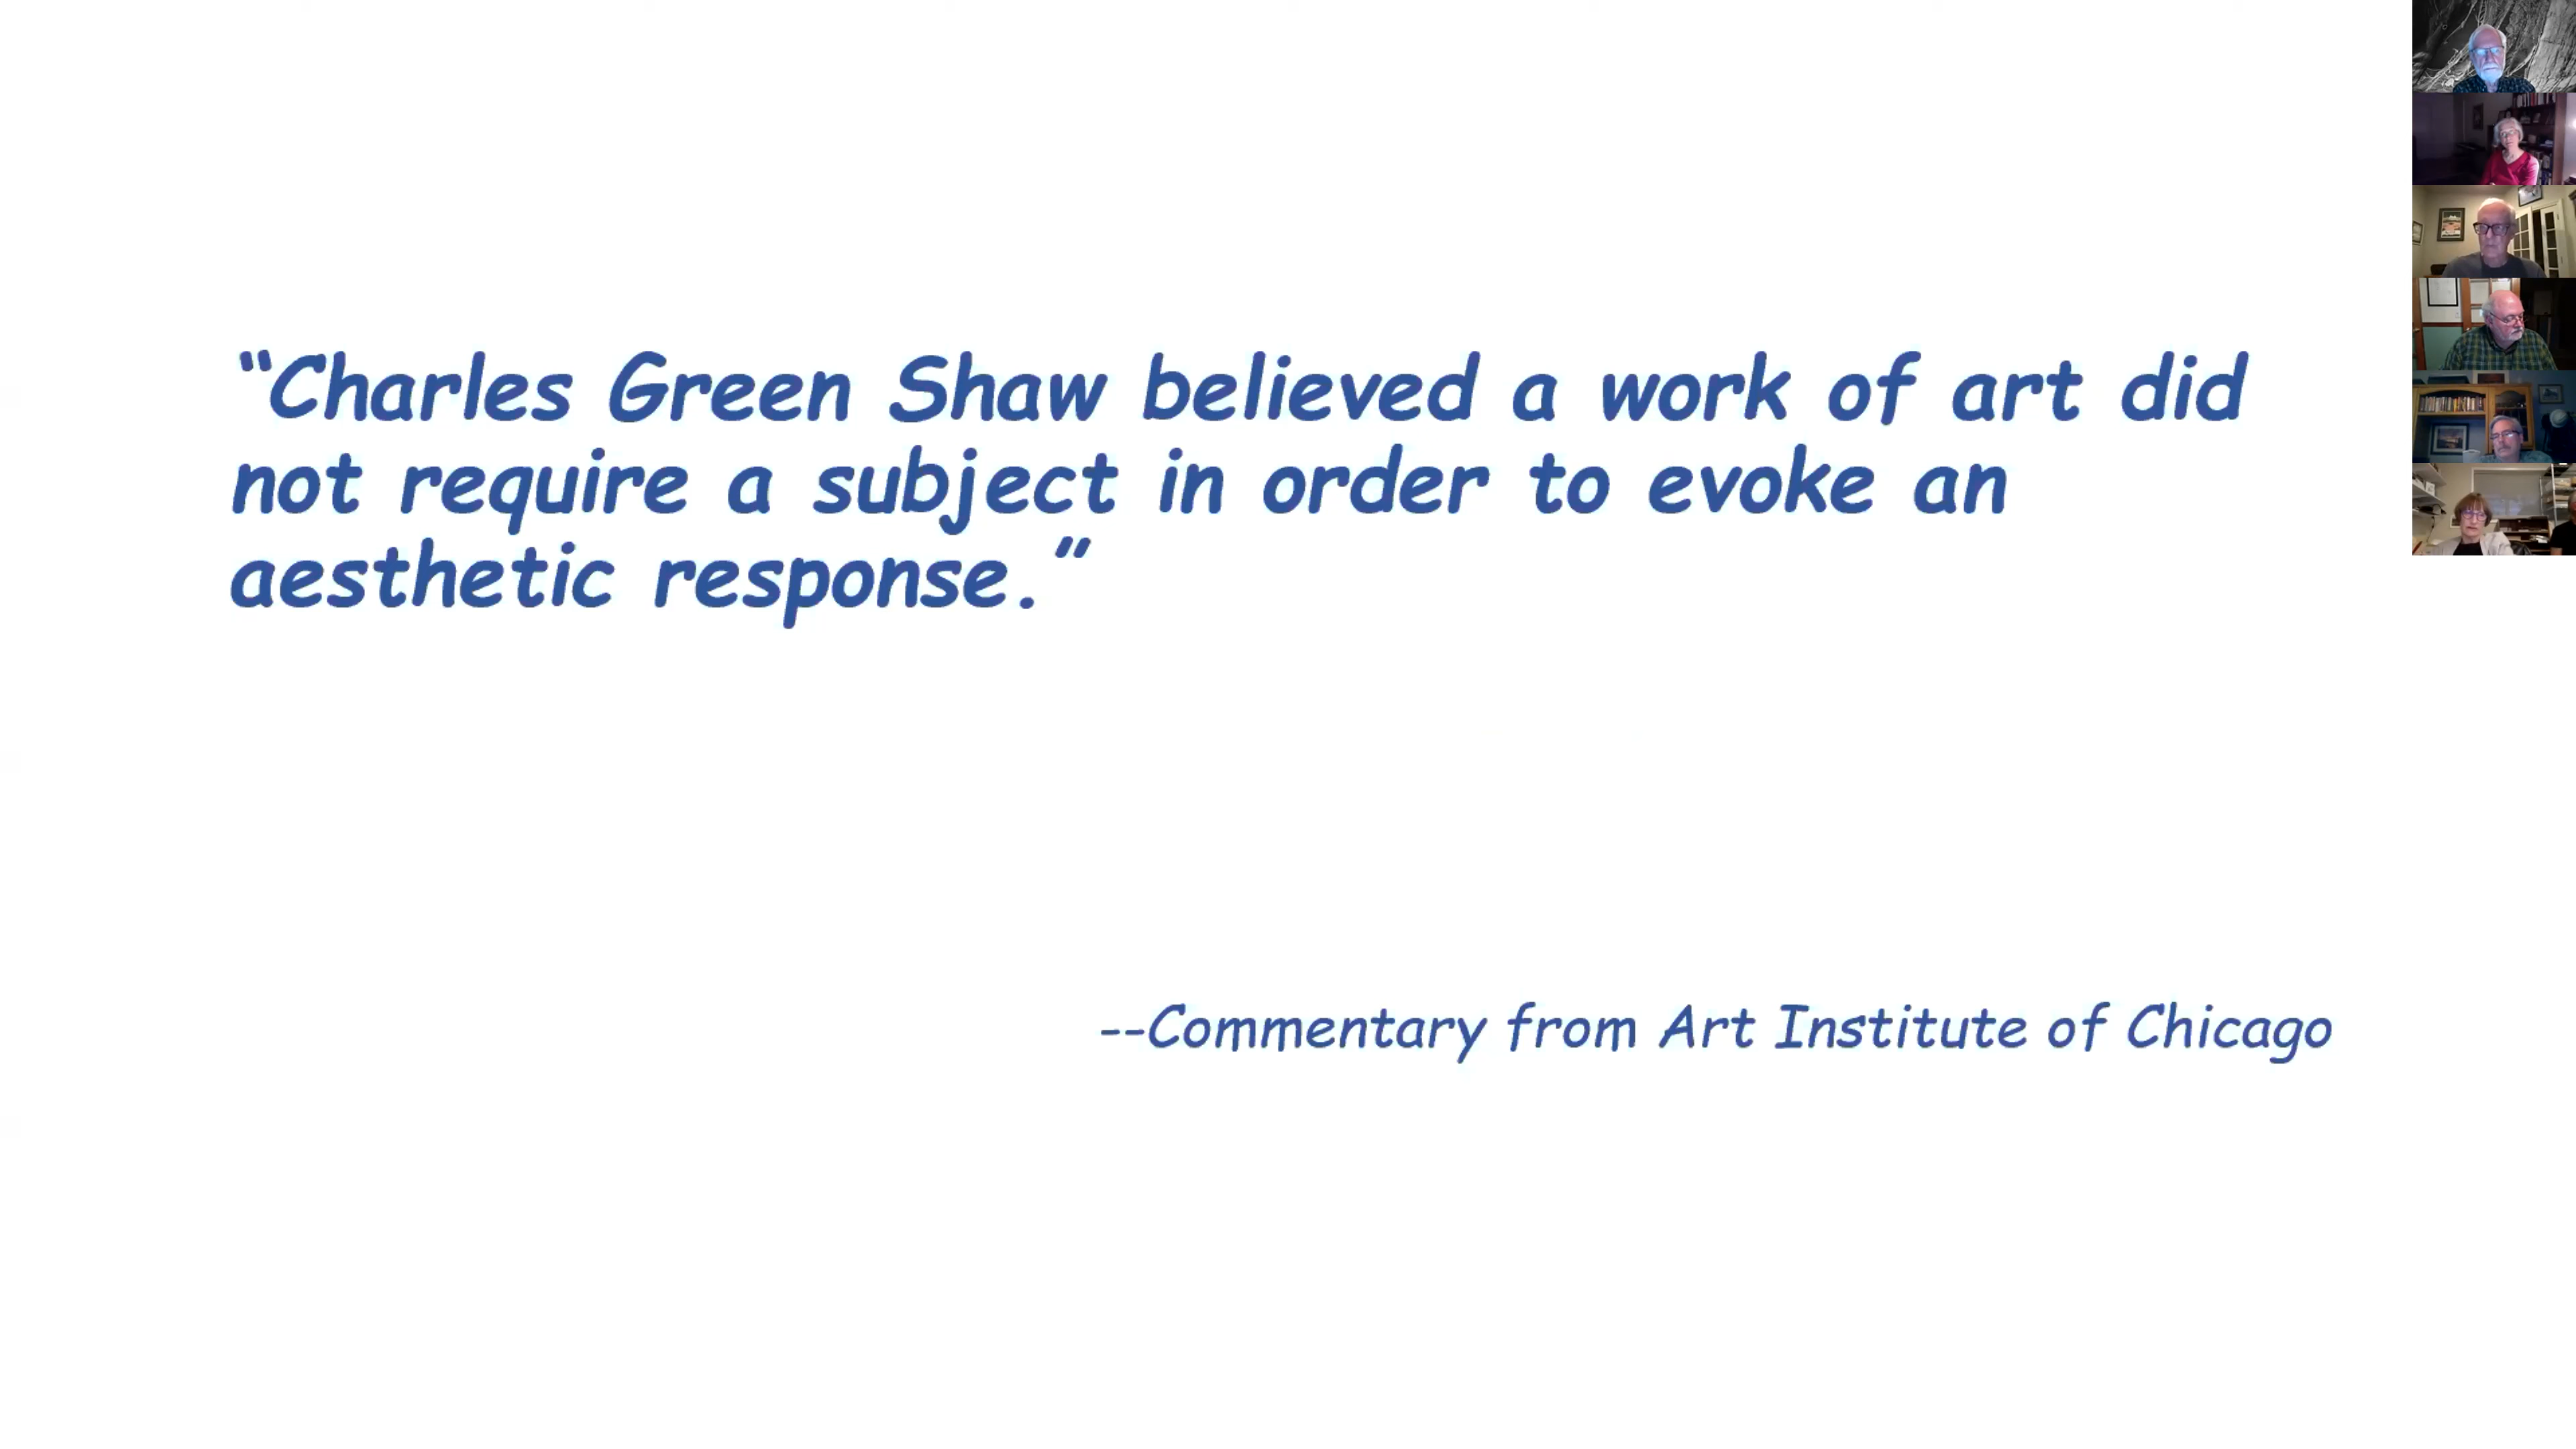 “Charles Green Shaw believed a work of art did
not require a subject in order to evoke an
aesthetic response.”
--Commentary from Art Institute of Chicago